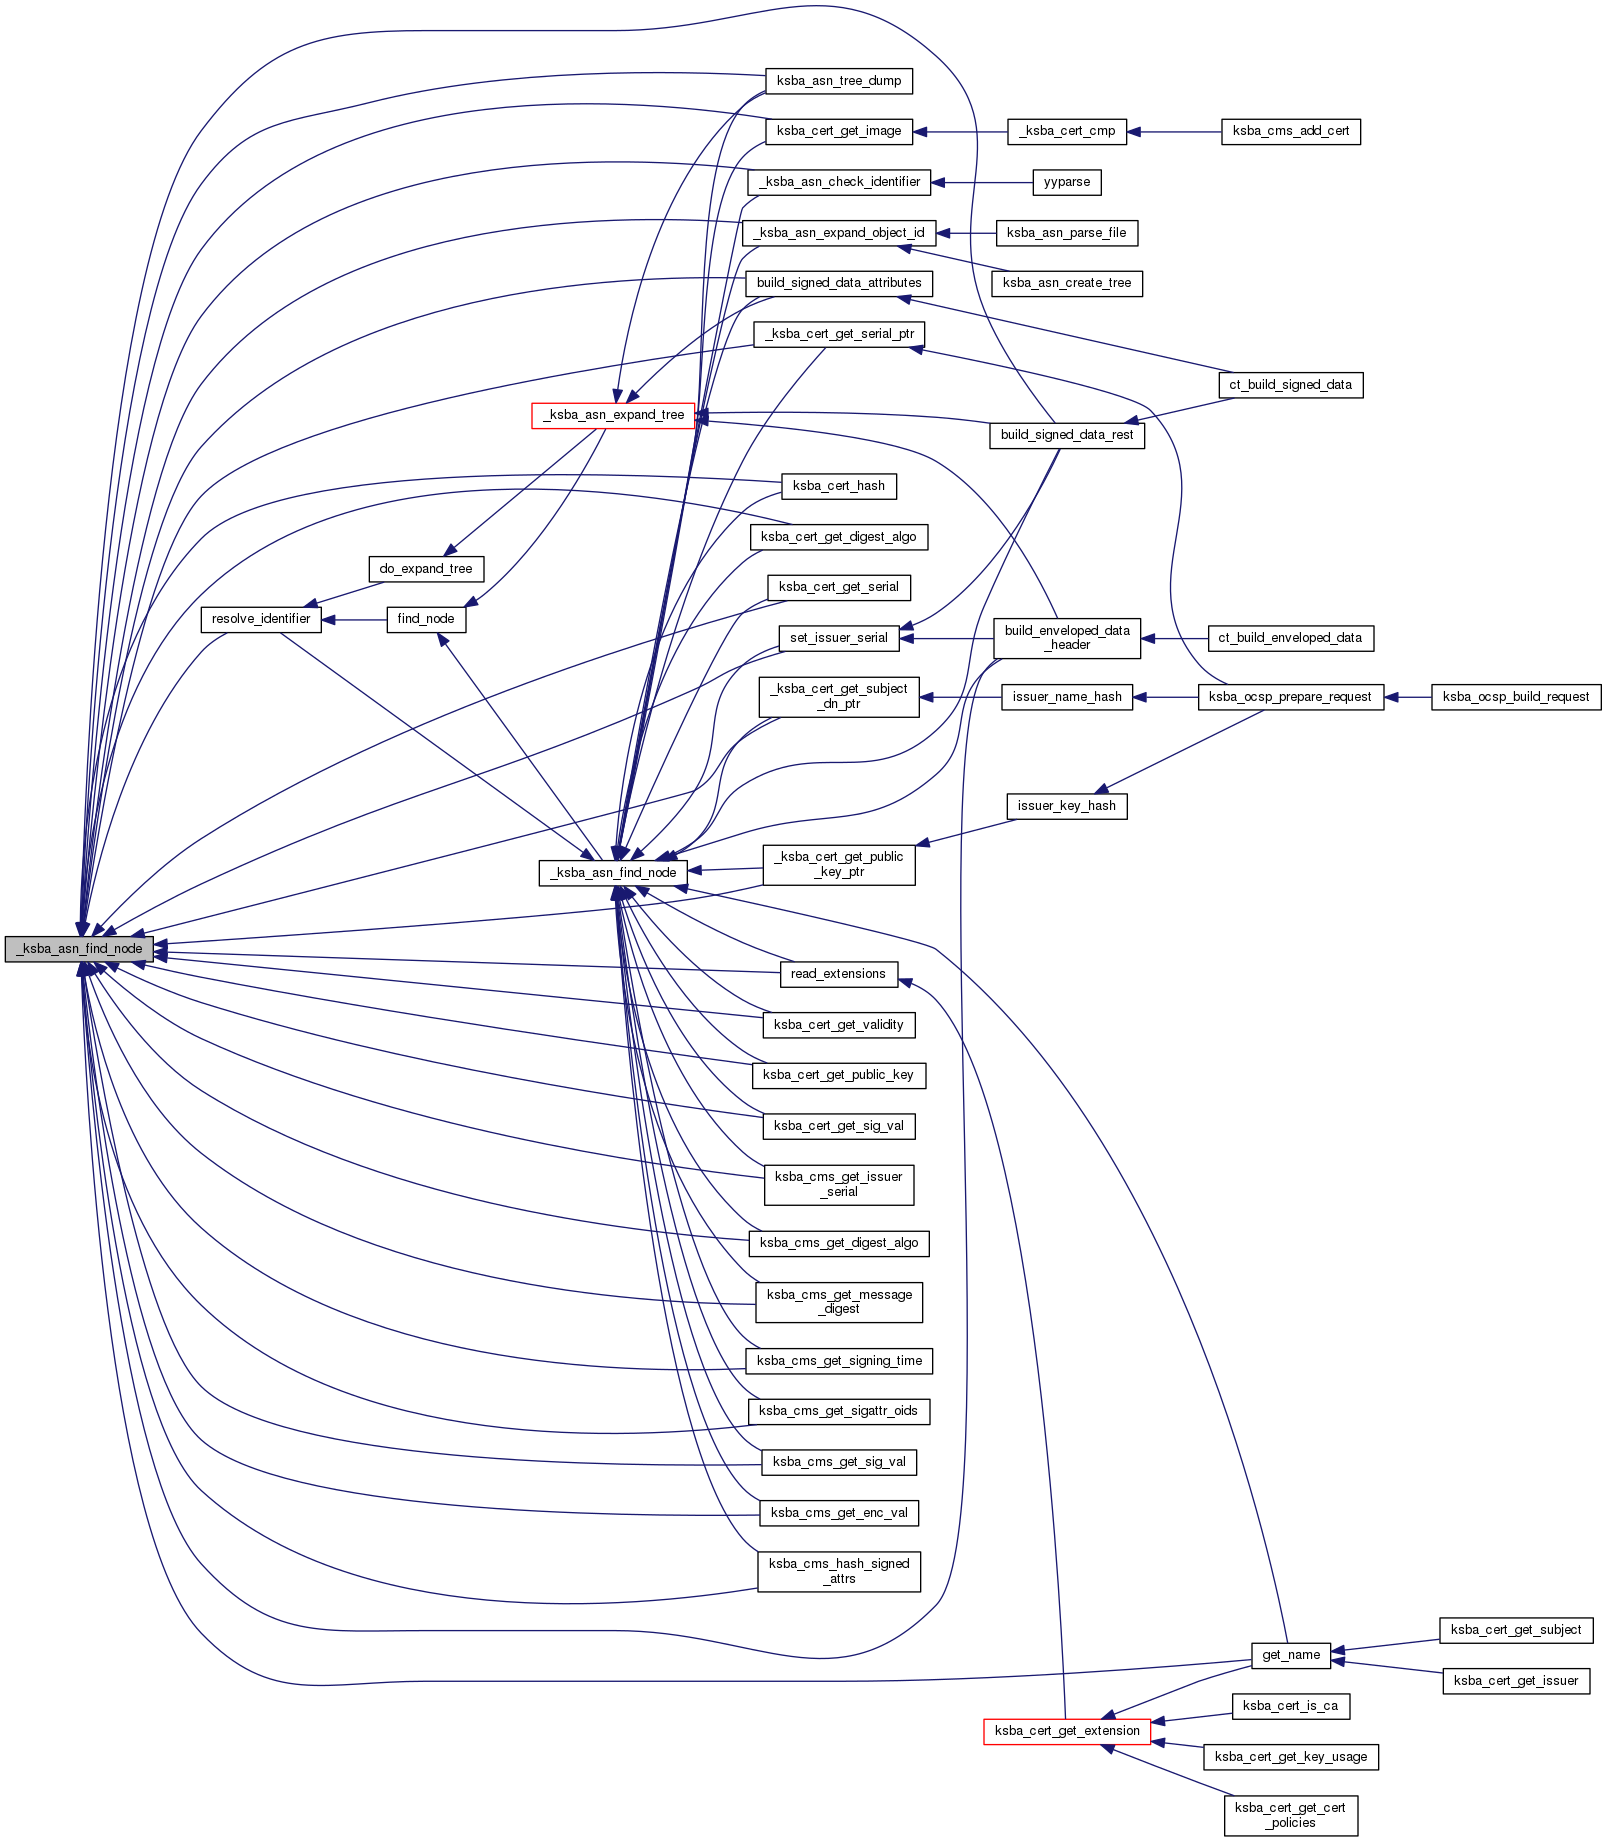 ksba_asn_tree_dump
ksba_cert_get_image
_ksba_cert_cmp
ksba_cms_add_cert
_ksba_asn_check_identifier
yyparse
_ksba_asn_expand_object_id
ksba_asn_parse_file
build_signed_data_attributes
ksba_asn_create_tree
_ksba_cert_get_serial_ptr
ct_build_signed_data
_ksba_asn_expand_tree
build_signed_data_rest
ksba_cert_hash
ksba_cert_get_digest_algo
do_expand_tree
ksba_cert_get_serial
resolve_identifier
find_node
set_issuer_serial
build_enveloped_data
_header
ct_build_enveloped_data
_ksba_cert_get_subject
_dn_ptr
issuer_name_hash
ksba_ocsp_prepare_request
ksba_ocsp_build_request
issuer_key_hash
_ksba_asn_find_node
_ksba_cert_get_public
_key_ptr
_ksba_asn_find_node
read_extensions
ksba_cert_get_validity
ksba_cert_get_public_key
ksba_cert_get_sig_val
ksba_cms_get_issuer
_serial
ksba_cms_get_digest_algo
ksba_cms_get_message
_digest
ksba_cms_get_signing_time
ksba_cms_get_sigattr_oids
ksba_cms_get_sig_val
ksba_cms_get_enc_val
ksba_cms_hash_signed
_attrs
ksba_cert_get_subject
get_name
ksba_cert_get_issuer
ksba_cert_is_ca
ksba_cert_get_extension
ksba_cert_get_key_usage
ksba_cert_get_cert
_policies